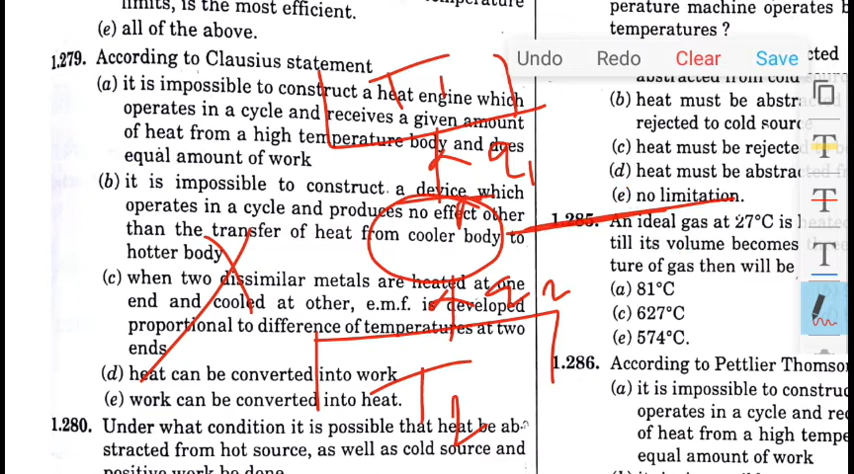 limits, is the most efficient.
(e) all of the above.
1.279. According to Clausius statement
(a) it is impossible to construct a heat engine which
operates in a cycle and receives a given amount
of heat from a high temperature body and does
equal amount of work
(b) it is impossible to construct a device which
operates in a cycle and produces no effect other
than the transfer of heat from cooler body to
hotter body
(c) when two dissimilar metals are heated at one
end and cooled at other, e.m.f. is developed
proportional to difference of temperatures at two
ends
(d) heat can be converted into work
(e) work can be converted into heat.
1.280. Under what condition it is possible that heat be ab-
stracted from hot source, as well as cold source and
positive work be done
T1
q1
q2
T2
perature machine operates b
temperatures ?
Undo Redo Clear Save
(b) heat must be abstr
rejected to cold sourc
(c) heat must be rejected
(d) heat must be abstrac
(e) no limitation.
1.285. An ideal gas at 27°C is heate
till its volume becomes
ture of gas then will be
(a) 81°C
(c) 627°C
(e) 574°C.
1.286. According to Pettlier Thomso
(a) it is impossible to constru
operates in a cycle and re
of heat from a high tempe
equal amount of work